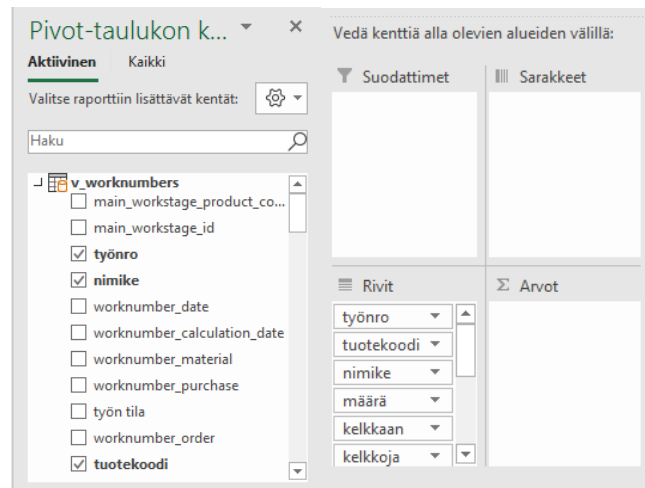 Pivot-taulukon k...
Aktiivinen Kaikki
Valitse raporttiin lisättävät kentät:
Haku
v_worknumbers
main_workstage_product_co...
main_workstage_id
työnro
nimike
worknumber_date
worknumber_calculation_date
worknumber_material
worknumber_purchase
työn tila
worknumber_order
tuotekoodi
Vedä kenttiä alla olevien alueiden välillä:
Suodattimet
Sarakkeet
Rivit
työnro
tuotekoodi
nimike
määrä
kelkkaan
kelkkoja
Σ Arvot